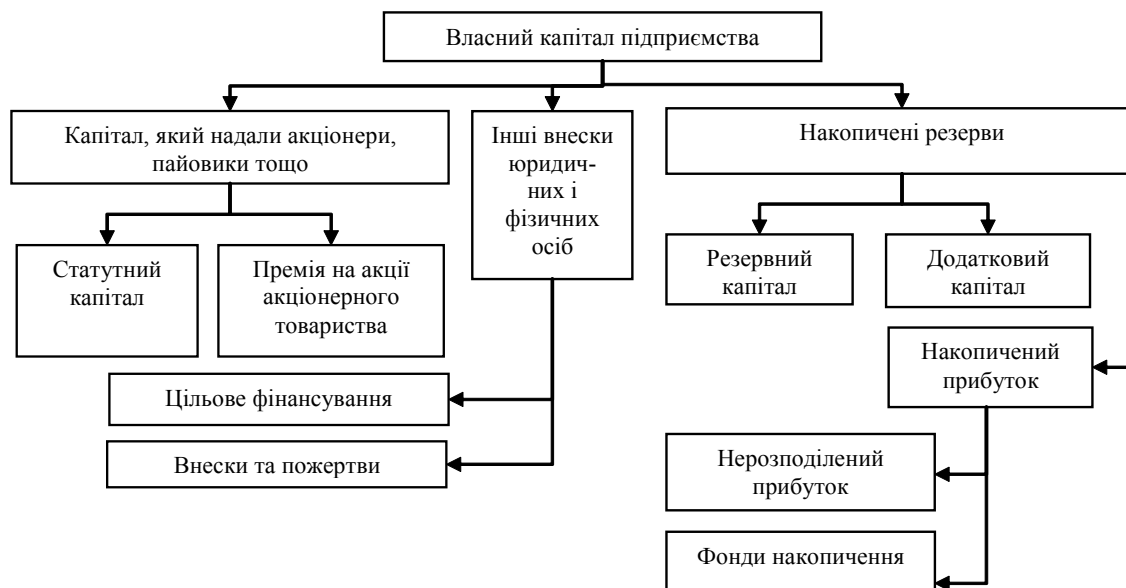 Власний капітал підприємства
Капітал, який надали акціонери,
пайовики тощо
Інші внески
юридич-
них і
фізичних
осіб
Накопичені резерви
Статутний
капітал
Премія на акції
акціонерного
товариства
Резервний
капітал
Додатковий
капітал
Накопичений
прибуток
Цільове фінансування
Внески та пожертви
Нерозподілений
прибуток
Фонди накопичення